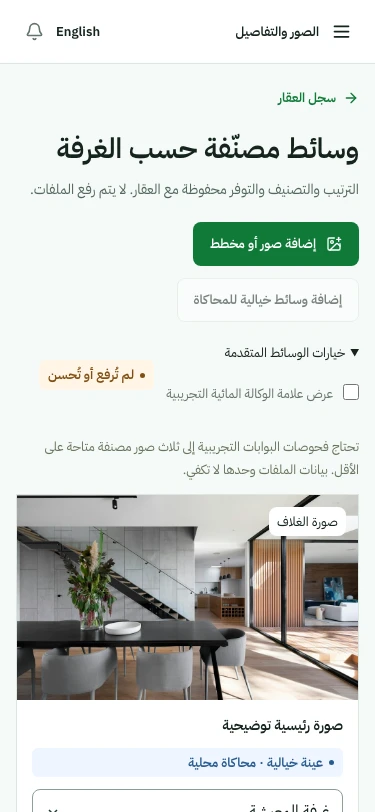 الصور والتفاصيل
English
سجل العقار
وسائط مصنّفة حسب الغرفة
الترتيب والتصنيف والتوفر محفوظة مع العقار. لا يتم رفع الملفات.
إضافة صور أو مخطط
إضافة وسائط خيالية للمحاكاة
خيارات الوسائط المتقدمة
لم تُرفع أو تُحسن
عرض علامة الوكالة المائية التجريبية
تحتاج فحوصات البوابات التجريبية إلى ثلاث صور مصنفة متاحة على
الأقل. بيانات الملفات وحدها لا تكفي.
صورة الغلاف
صورة رئيسية توضيحية
عينة خيالية · محاكاة محلية